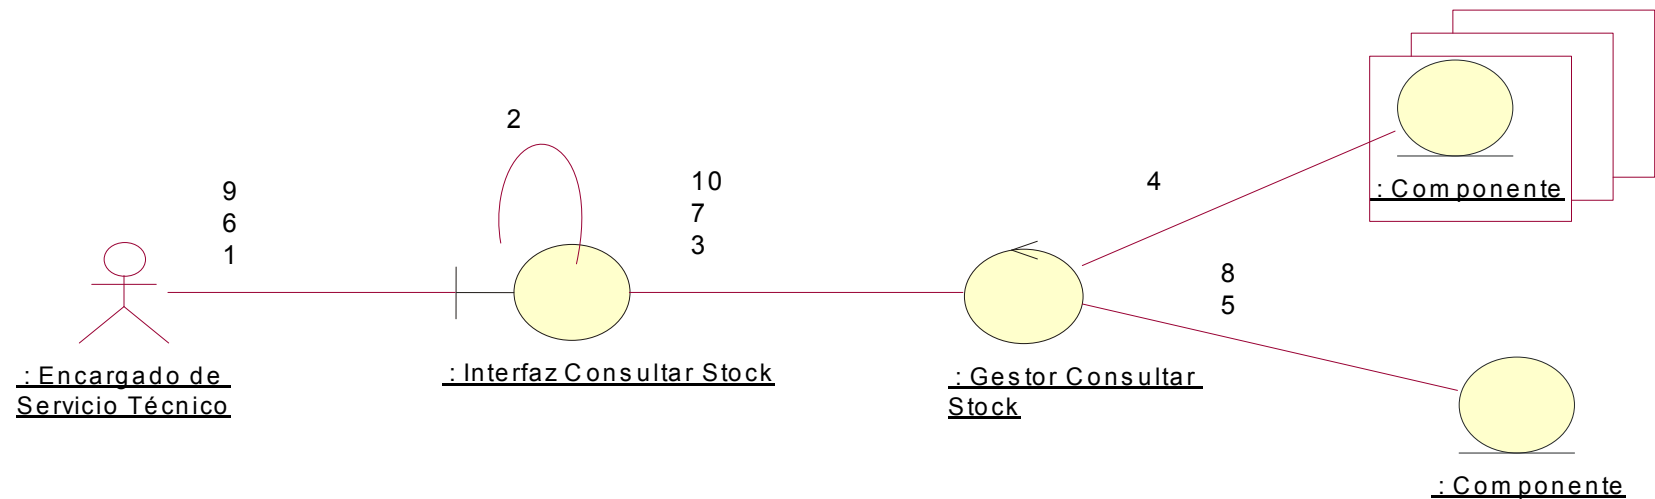 2
9
6
1
10
7
3
4
: Componente
8
5
: Encargado de
Servicio Técnico
: Interfaz Consultar Stock
: Gestor Consultar
Stock
: Componente